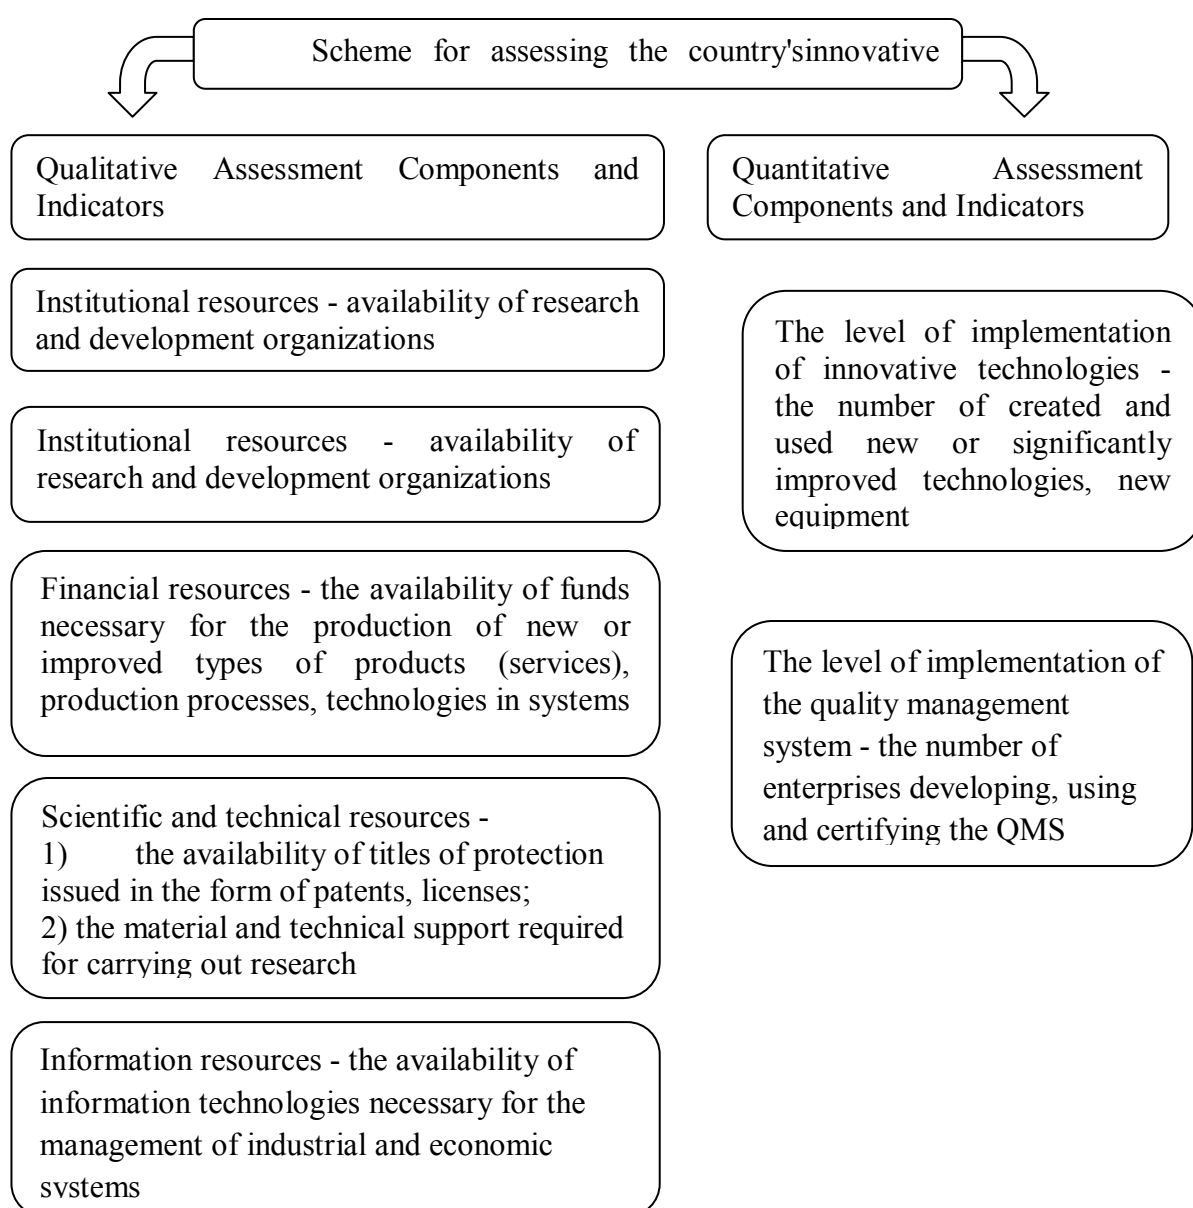 Scheme for assessing the country'sinnovative
Qualitative Assessment Components and
Indicators
Institutional resources - availability of research
and development organizations
Institutional resources - availability of
research and development organizations
Financial resources - the availability of funds
necessary for the production of new or
improved types of products (services),
production processes, technologies in systems
Scientific and technical resources -
1) the availability of titles of protection
issued in the form of patents, licenses;
2) the material and technical support required
for carrying out research
Information resources - the availability of
information technologies necessary for the
management of industrial and economic
systems
Quantitative Assessment
Components and Indicators
The level of implementation
of innovative technologies -
the number of created and
used new or significantly
improved technologies, new
equipment
The level of implementation of
the quality management
system - the number of
enterprises developing, using
and certifying the QMS